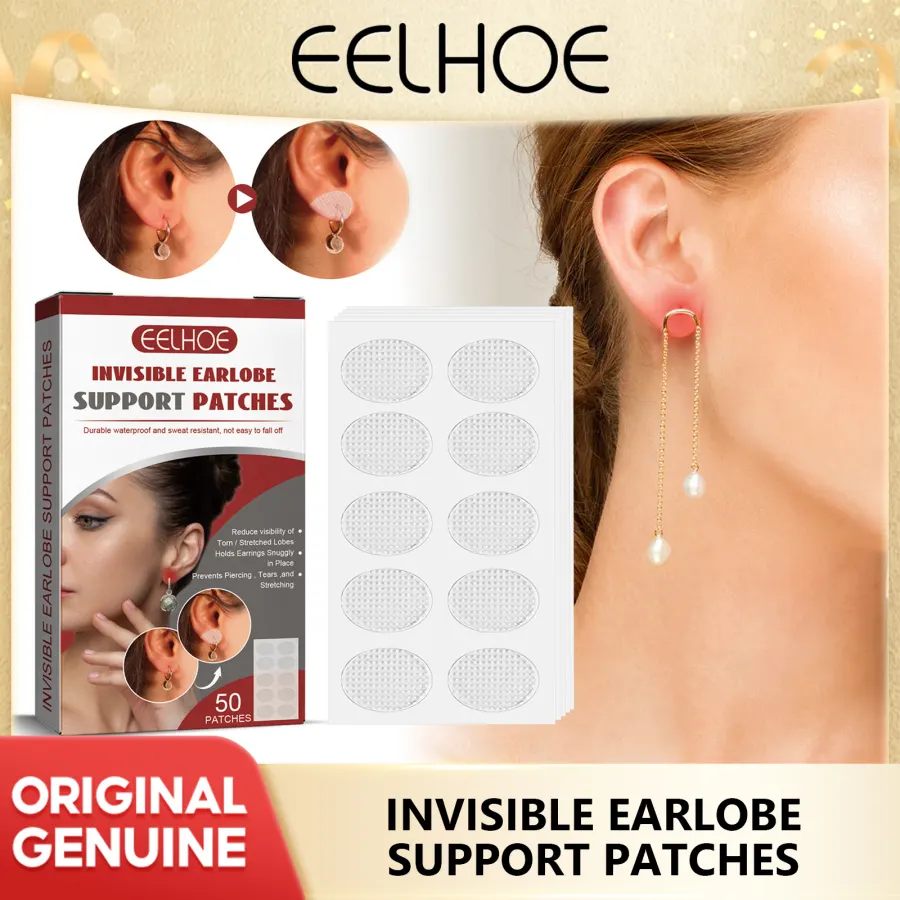 EELHOE
EELHOE
INVISIBLE EARLOBE
SUPPORT PATCHES
Durable waterproof and sweat resistant, not easy to fall off
Reduce visibility of
Torn / Stretched Lobes
Holds Earrings Snuggly
in Place
Prevents Piercing , Tears ,and
Stretching
50
PATCHES
INVISIBLE EARLOBE SUPPORT PATCHES
ORIGINAL
GENUINE
INVISIBLE EARLOBE
SUPPORT PATCHES